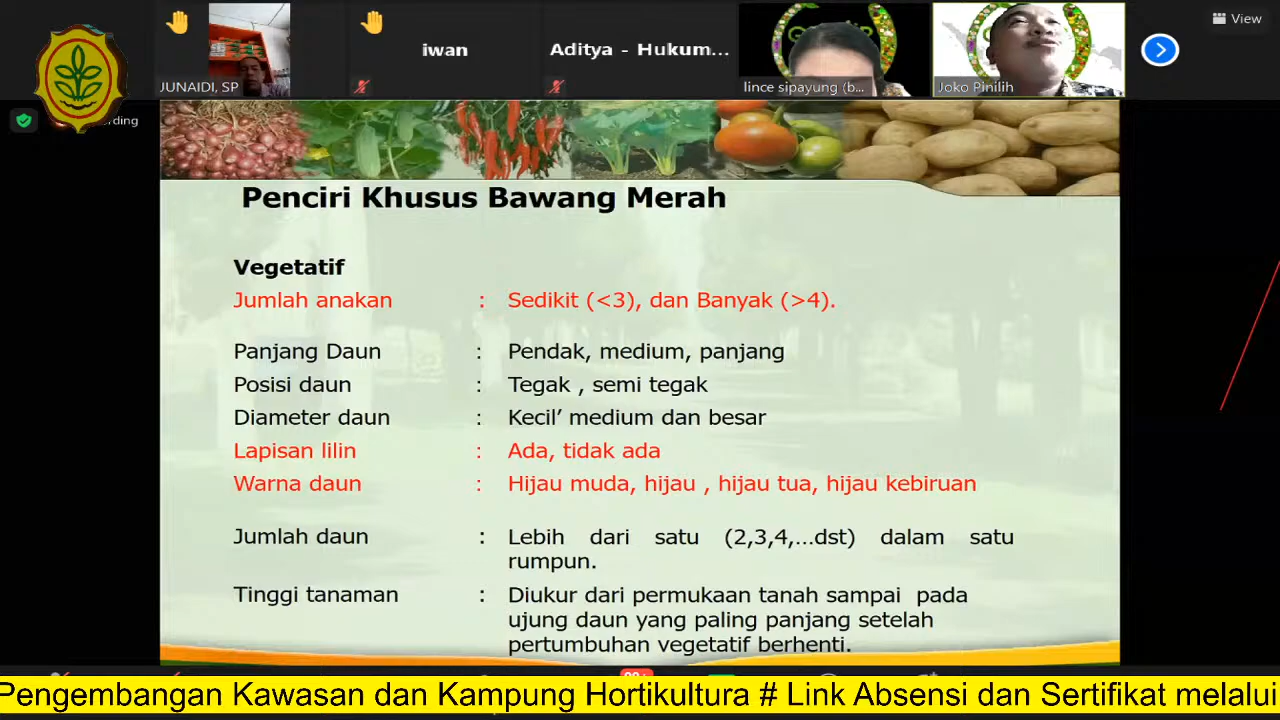 View
JUNAIDI, SP
iwan
Aditya - Hukum...
lince sipayung (b...
Joko Pinilih
Penciri Khusus Bawang Merah
Vegetatif
Jumlah anakan : Sedikit (<3), dan Banyak (>4).
Panjang Daun : Pendak, medium, panjang
Posisi daun : Tegak , semi tegak
Diameter daun : Kecil’ medium dan besar
Lapisan lilin : Ada, tidak ada
Warna daun : Hijau muda, hijau , hijau tua, hijau kebiruan
Jumlah daun : Lebih dari satu (2,3,4,...dst) dalam satu
rumpun.
Tinggi tanaman : Diukur dari permukaan tanah sampai pada
ujung daun yang paling panjang setelah
pertumbuhan vegetatif berhenti.
Pengembangan Kawasan dan Kampung Hortikultura # Link Absensi dan Sertifikat melalui